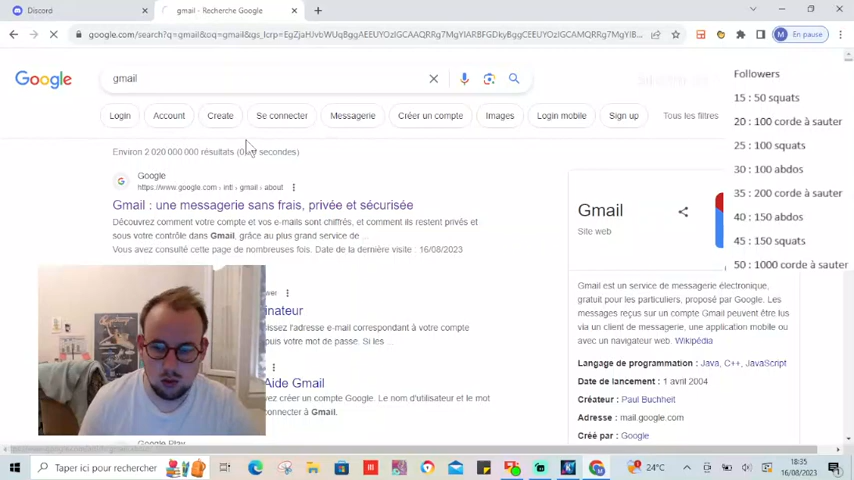 Discord
gmail - Recherche Google
google.com/search?q=gmail&oq=gmail&gs_lcrp=
En pause
Google
gmail
Login
Account
Create
Se connecter
Messagerie
Créer un compte
Images
Login mobile
Sign up
Tous les filtres
Environ 2 020 000 000 résultats
secondes)
Google
https://www.google.com › intl › gmail › about
Gmail : une messagerie sans frais, privée et sécurisée
Découvrez comment votre compte et vos e-mails sont chiffrés, et comment ils restent privés et
sous votre contrôle dans Gmail, grâce au plus grand service de ...
Vous avez consulté cette page de nombreuses fois. Date de la dernière visite : 16/08/2023
inateur
issez l'adresse e-mail correspondant à votre compte
puis votre mot de passe. Si les ...
Aide Gmail
vez créer un compte Google. Le nom d'utilisateur et le mot
connecter à Gmail.
Google Play
Followers
15 : 50 squats
20 : 100 corde à sauter
25 : 100 squats
30 : 100 abdos
35 : 200 corde à sauter
40 : 150 abdos
45 : 150 squats
50 : 1000 corde à sauter
Gmail
Site web
Gmail est un service de messagerie électronique,
gratuit pour les particuliers, proposé par Google. Les
messages reçus sur un compte Gmail peuvent être lus
via un client de messagerie, une application mobile ou
avec un navigateur web. Wikipédia
Langage de programmation : Java, C++, JavaScript
Date de lancement : 1 avril 2004
Créateur : Paul Buchheit
Adresse : mail.google.com
Créé par : Google
Taper ici pour rechercher
24°C
18:35
16/08/2023